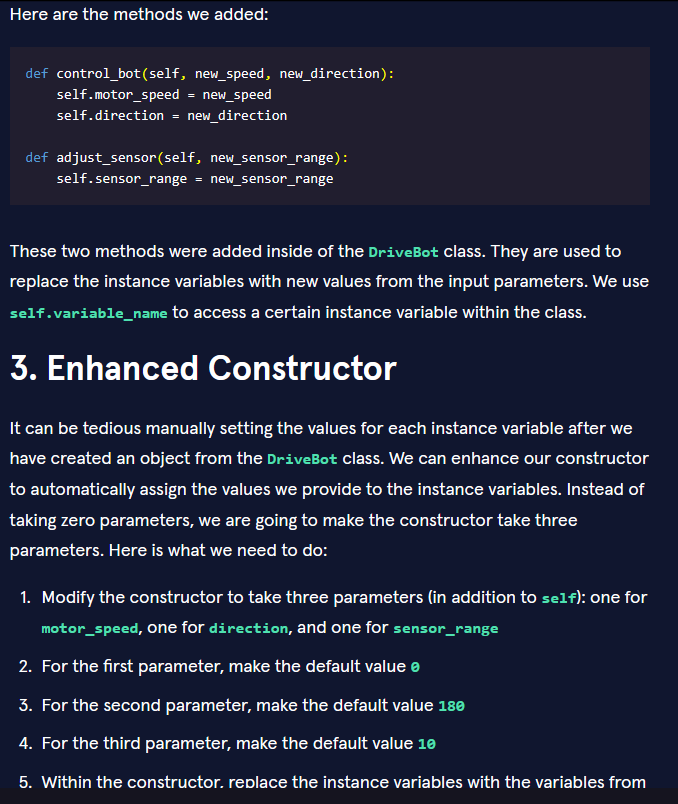 Here are the methods we added:
def control_bot(self, new_speed, new_direction):
    self.motor_speed = new_speed
    self.direction = new_direction
def adjust_sensor(self, new_sensor_range):
    self.sensor_range = new_sensor_range
These two methods were added inside of the DriveBot class. They are used to
replace the instance variables with new values from the input parameters. We use
self.variable_name to access a certain instance variable within the class.
3. Enhanced Constructor
It can be tedious manually setting the values for each instance variable after we
have created an object from the DriveBot class. We can enhance our constructor
to automatically assign the values we provide to the instance variables. Instead of
taking zero parameters, we are going to make the constructor take three
parameters. Here is what we need to do:
1. Modify the constructor to take three parameters (in addition to self): one for
motor_speed, one for direction, and one for sensor_range
2. For the first parameter, make the default value 0
3. For the second parameter, make the default value 180
4. For the third parameter, make the default value 10
5. Within the constructor, replace the instance variables with the variables from